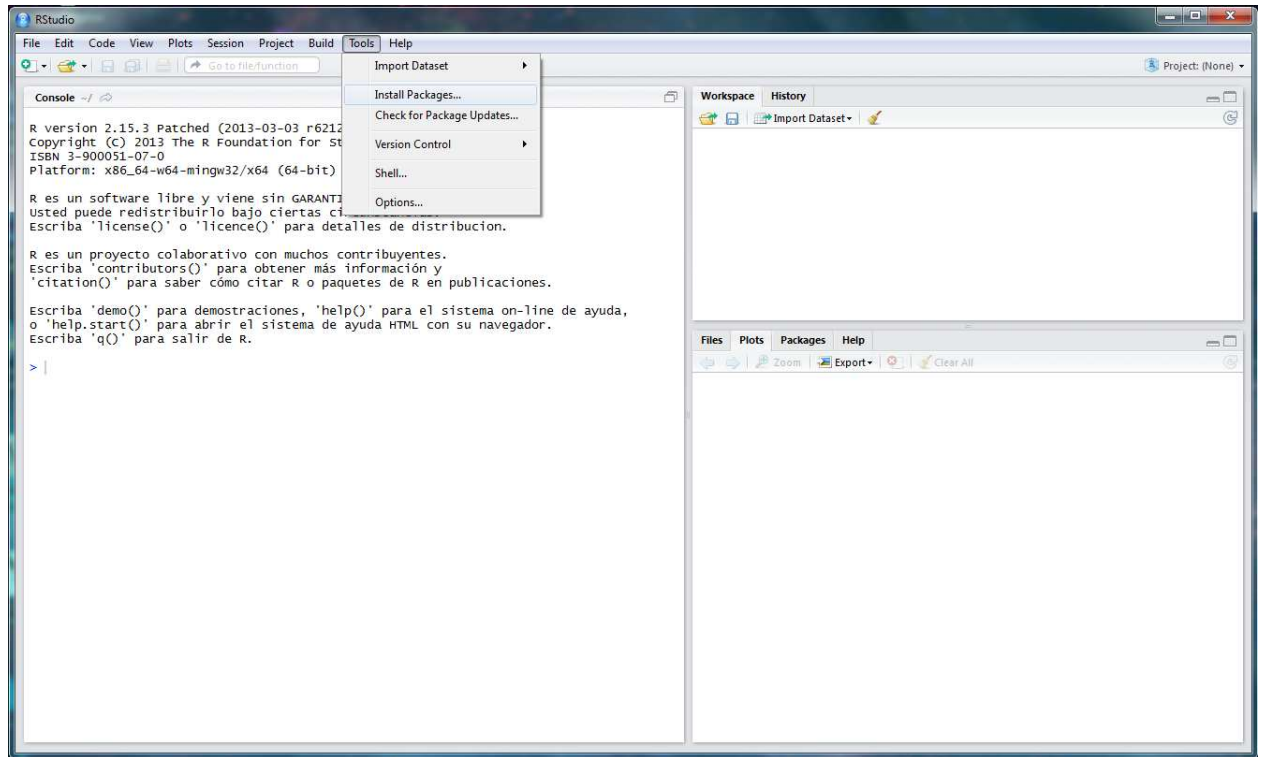 RStudio
File Edit Code View Plots Session Project Build Tools Help
Go to file/function
Project: (None)
Import Dataset
Install Packages...
Check for Package Updates...
Version Control
Shell...
Options...
Console ~/
R version 2.15.3 Patched (2013-03-03 r6212
Copyright (C) 2013 The R Foundation for St
ISBN 3-900051-07-0
Platform: x86_64-w64-mingw32/x64 (64-bit)
R es un software libre y viene sin GARANTI
Usted puede redistribuirlo bajo ciertas
Escriba 'license()' o 'licence()' para detalles de distribucion.
R es un proyecto colaborativo con muchos contribuyentes.
Escriba 'contributors()' para obtener más información y
'citation()' para saber cómo citar R o paquetes de R en publicaciones.
Escriba 'demo()' para demostraciones, 'help()' para el sistema on-line de ayuda,
o 'help.start()' para abrir el sistema de ayuda HTML con su navegador.
Escriba 'q()' para salir de R.
>
Workspace History
Import Dataset
Files Plots Packages Help
Zoom Export Clear All